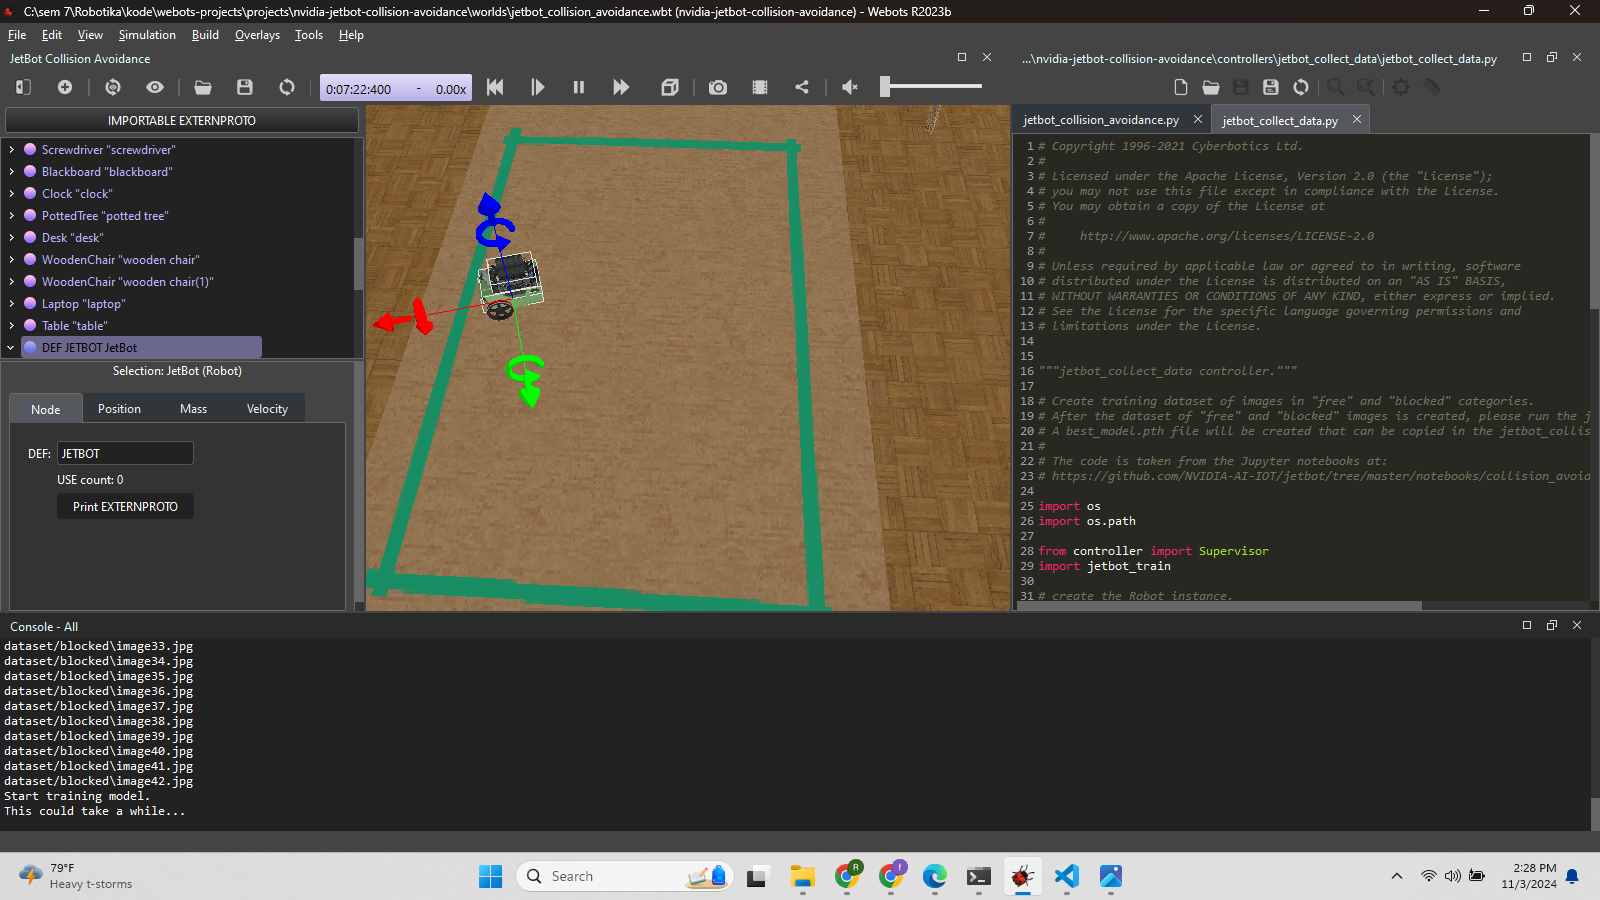 C:\sem 7\Robotika\kode\webots-projects\projects\nvidia-jetbot-collision-avoidance\worlds\jetbot_collision_avoidance.wbt (nvidia-jetbot-collision-avoidance) - Webots R2023b
File Edit View Simulation Build Overlays Tools Help
JetBot Collision Avoidance
0:07:22:400 - 0.00x
IMPORTABLE EXTERNPROTO
Screwdriver "screwdriver"
Blackboard "blackboard"
Clock "clock"
PottedTree "potted tree"
Desk "desk"
WoodenChair "wooden chair"
WoodenChair "wooden chair(1)"
Laptop "laptop"
Table "table"
DEF JETBOT JetBot
Selection: JetBot (Robot)
Node Position Mass Velocity
DEF: JETBOT
USE count: 0
Print EXTERNPROTO
...\nvidia-jetbot-collision-avoidance\controllers\jetbot_collect_data\jetbot_collect_data.py
jetbot_collision_avoidance.py jetbot_collect_data.py
1 # Copyright 1996-2021 Cyberbotics Ltd.
2 #
3 # Licensed under the Apache License, Version 2.0 (the "License");
4 # you may not use this file except in compliance with the License.
5 # You may obtain a copy of the License at
6 #
7 #     http://www.apache.org/licenses/LICENSE-2.0
8 #
9 # Unless required by applicable law or agreed to in writing, software
10 # distributed under the License is distributed on an "AS IS" BASIS,
11 # WITHOUT WARRANTIES OR CONDITIONS OF ANY KIND, either express or implied.
12 # See the License for the specific language governing permissions and
13 # limitations under the License.
14
15
16 """jetbot_collect_data controller."""
17
18 # Create training dataset of images in "free" and "blocked" categories.
19 # After the dataset of "free" and "blocked" images is created, please run the j
20 # A best_model.pth file will be created that can be copied in the jetbot_collis
21 #
22 # The code is taken from the Jupyter notebooks at:
23 # https://github.com/NVIDIA-AI-IOT/jetbot/tree/master/notebooks/collision_avoida
24
25 import os
26 import os.path
27
28 from controller import Supervisor
29 import jetbot_train
30
31 # create the Robot instance.
Console - All
dataset/blocked\image33.jpg
dataset/blocked\image34.jpg
dataset/blocked\image35.jpg
dataset/blocked\image36.jpg
dataset/blocked\image37.jpg
dataset/blocked\image38.jpg
dataset/blocked\image39.jpg
dataset/blocked\image40.jpg
dataset/blocked\image41.jpg
dataset/blocked\image42.jpg
Start training model.
This could take a while...
79°F
Heavy t-storms
Search
R
f
2:28 PM
11/3/2024